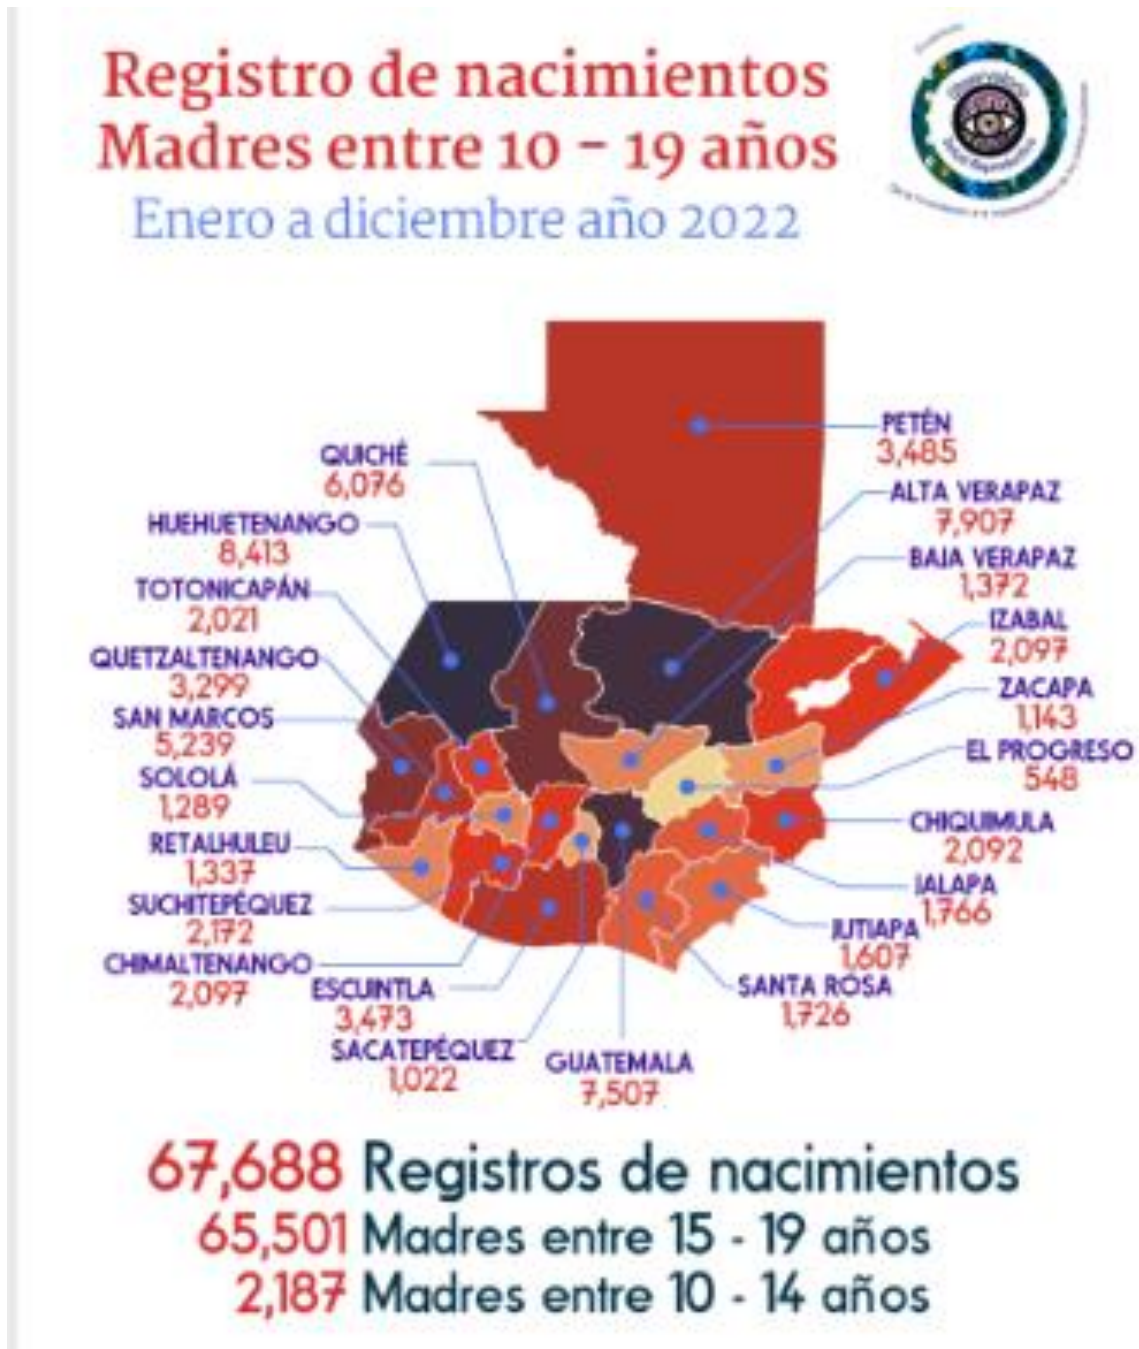 Registro de nacimientos
Madres entre 10 - 19 años
Enero a diciembre año 2022
PETÉN
3,485
QUICHÉ
6,076
ALTA VERAPAZ
7,907
HUEHUETENANGO
8,413
BAJA VERAPAZ
1,372
TOTONICAPÁN
2,021
IZABAL
2,097
QUETZALTENANGO
3,299
ZACAPA
1,143
SAN MARCOS
5,239
EL PROGRESO
548
SOLOLÁ
1,289
CHIQUIMULA
2,092
RETALHULEU
1,337
JALAPA
1,766
SUCHITEPÉQUEZ
2,172
JUTIAPA
1,607
CHIMALTENANGO
2,097
ESCUINTLA
3,473
SANTA ROSA
1,726
SACATEPÉQUEZ
1,022
GUATEMALA
7,507
67,688 Registros de nacimientos
65,501 Madres entre 15 - 19 años
2,187 Madres entre 10 - 14 años